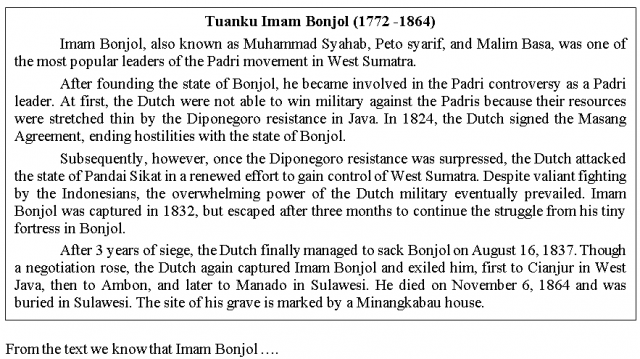 Tuanku Imam Bonjol (1772 -1864)
Imam Bonjol, also known as Muhammad Syahab, Peto syarif, and Malim Basa, was one of
the most popular leaders of the Padri movement in West Sumatra.
After founding the state of Bonjol, he became involved in the Padri controversy as a Padri
leader. At first, the Dutch were not able to win military against the Padris because their resources
were stretched thin by the Diponegoro resistance in Java. In 1824, the Dutch signed the Masang
Agreement, ending hostilities with the state of Bonjol.
Subsequently, however, once the Diponegoro resistance was surpressed, the Dutch attacked
the state of Pandai Sikat in a renewed effort to gain control of West Sumatra. Despite valiant fighting
by the Indonesians, the overwhelming power of the Dutch military eventually prevailed. Imam
Bonjol was captured in 1832, but escaped after three months to continue the struggle from his tiny
fortress in Bonjol.
After 3 years of siege, the Dutch finally managed to sack Bonjol on August 16, 1837. Though
a negotiation rose, the Dutch again captured Imam Bonjol and exiled him, first to Cianjur in West
Java, then to Ambon, and later to Manado in Sulawesi. He died on November 6, 1864 and was
buried in Sulawesi. The site of his grave is marked by a Minangkabau house.
From the text we know that Imam Bonjol ….